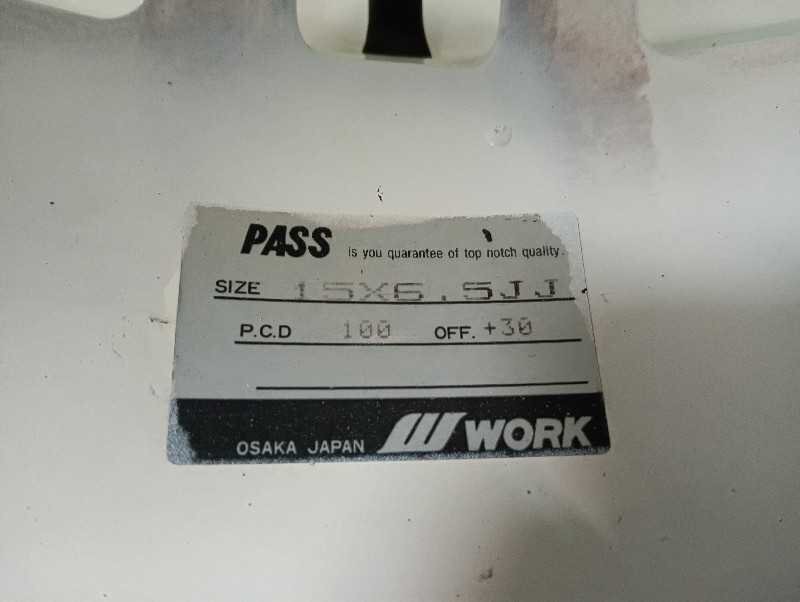 PASS is you quarantee of top notch quality.
SIZE 15X6.5JJ
P.C.D 100 OFF. +30
OSAKA JAPAN WORK